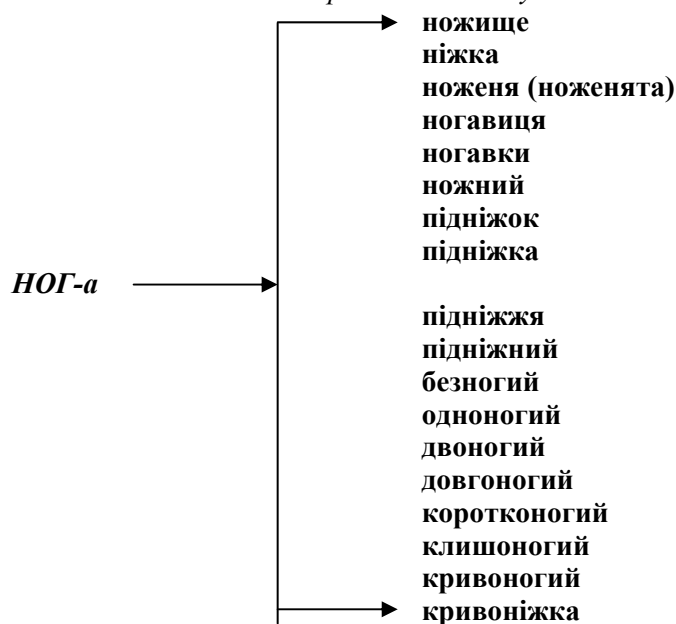 ножище
ніжка
ноженя (ноженята)
ногавиця
ногавки
ножний
підніжок
підніжка
НОГ-а
підніжжя
підніжний
безногий
одноногий
двоногий
довгоногий
коротконогий
клишоногий
кривоногий
кривоніжка